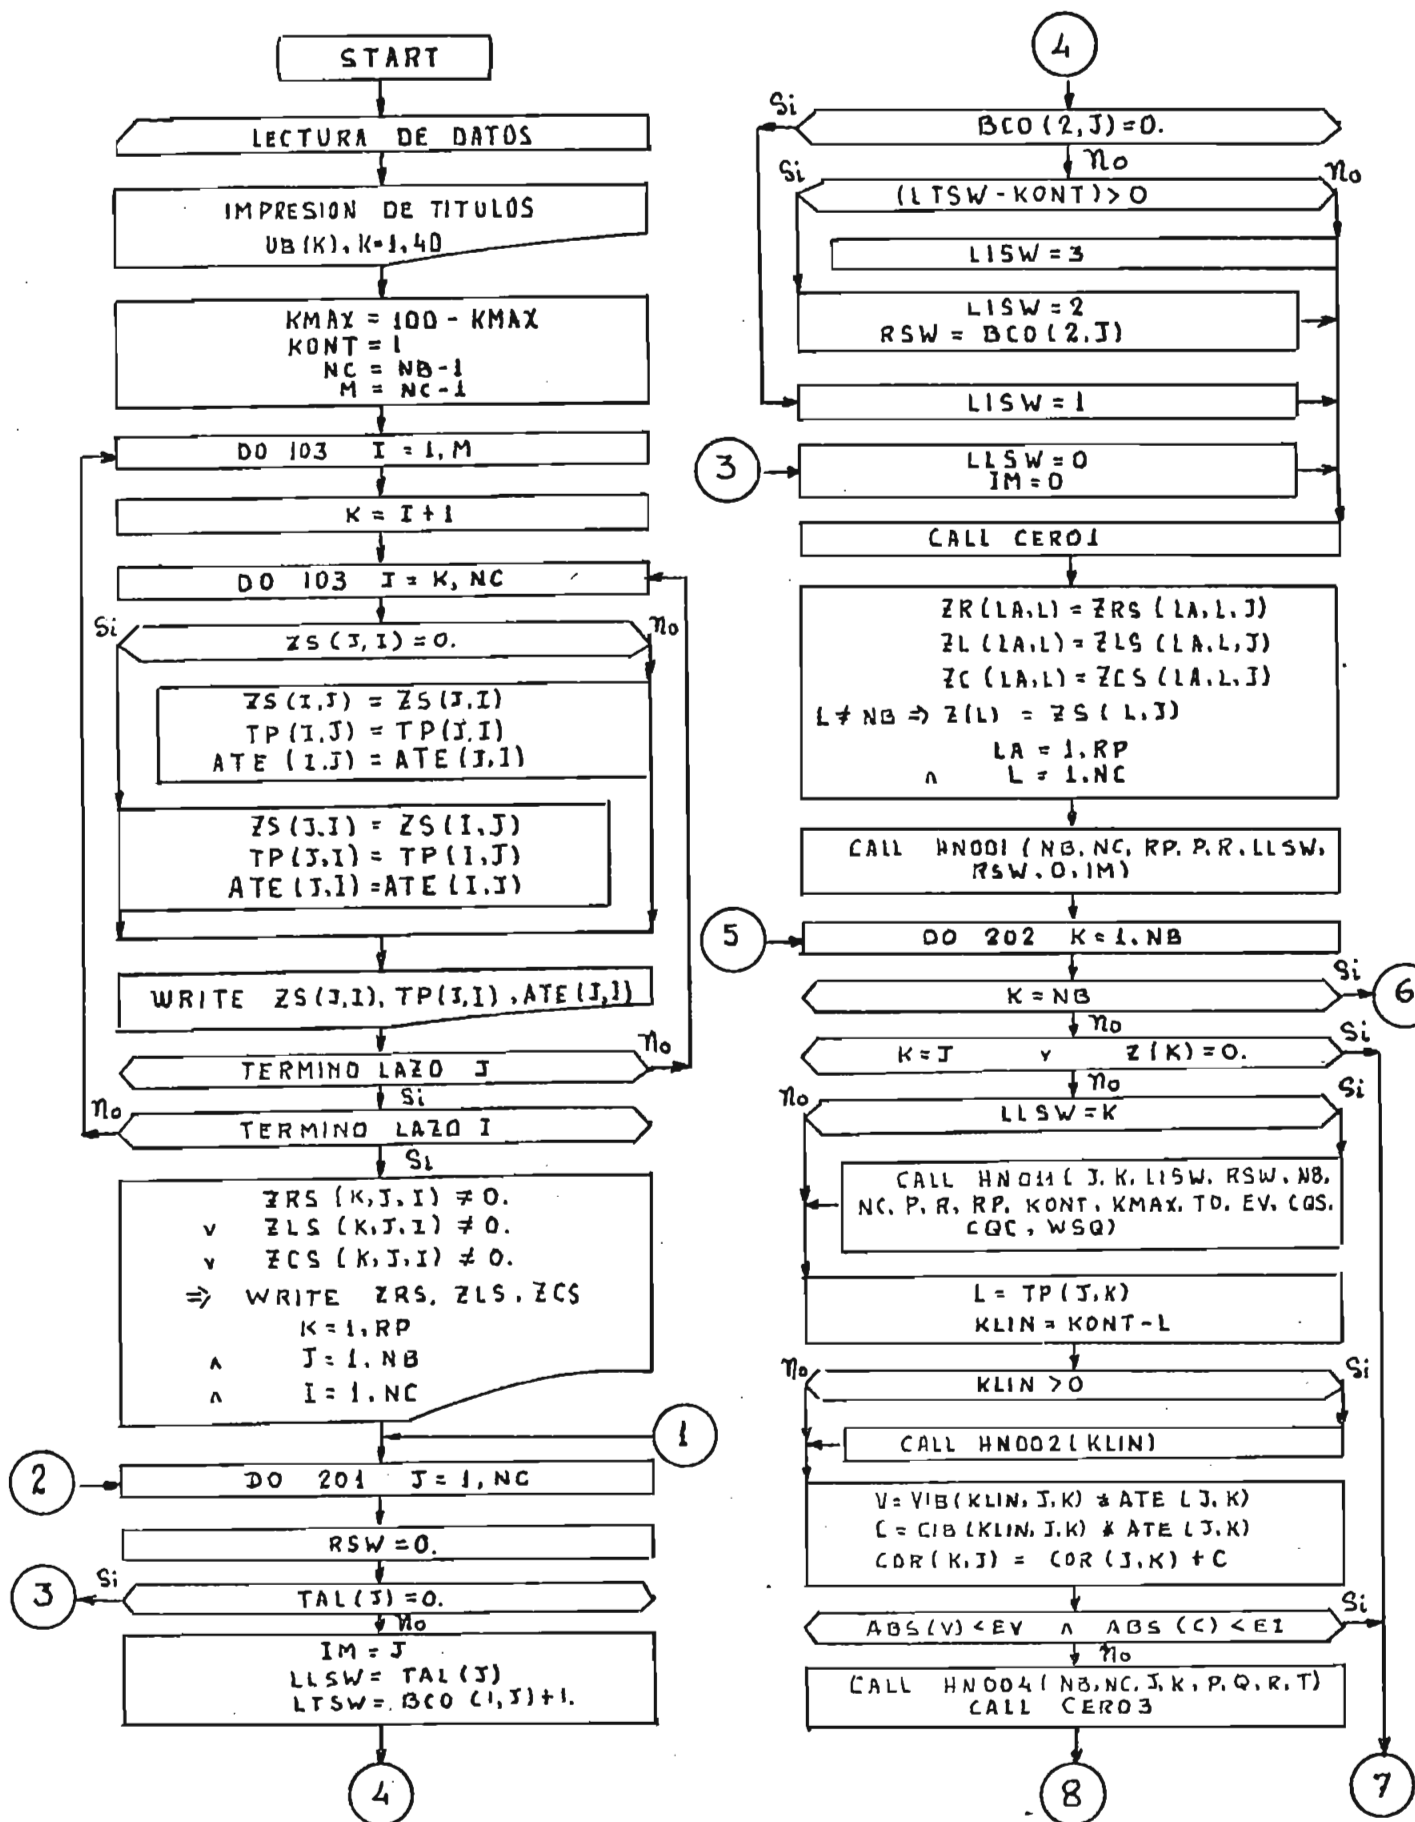 START
LECTURA DE DATOS
IMPRESION DE TITULOS
UB(K), K=1,40
KMAX = 100 - KMAX
KONT = 1
NC = NB-1
M = NC-1
DO 103 I = 1, M
K = I+1
DO 103 I = K, NC
Si
ZS (J,I) = 0.
No
ZS(I,J) = ZS(J,I)
TP(I,J) = TP(J,I)
ATE (I.J) = ATE(J,I)
ZS(J,I) = ZS(I,J)
TP(J,I) = TP(I,J)
ATE(J,I) = ATE(I,J)
WRITE ZS(J,I), TP(J,I), ATE(J,I)
TERMINO LAZO J
No
Si
No
TERMINO LAZO I
Si
ZRS (K,J,I) ≠ 0.
v ZLS (K,J,I) ≠ 0.
v ZCS (K,J,I) ≠ 0.
⇒ WRITE ZRS, ZLS, ZCS
K = 1, RP
∧ J = 1, NB
∧ I = 1, NC
1
2
DO 201 J = 1, NC
RSW = 0.
3
Si
TAL(J) = 0.
No
IM = J
LLSW = TAL(J)
LTSW = BCO (1,J)+1.
4
4
Si
BCO (2,J) = 0.
No
Si
(LTSW - KONT) > 0
No
LISW = 3
LISW = 2
RSW = BCO (2,J)
LISW = 1
3
LLSW = 0
IM = 0
CALL CERO1
ZR(LA,L) = ZRS (LA,L,J)
ZL (LA,L) = ZLS (LA,L,J)
ZC (LA,L) = ZCS (LA,L,J)
L ≠ NB ⇒ Z(L) = ZS (L,J)
LA = 1, RP
∧ L = 1, NC
CALL HN001 (NB, NC, RP, P, R, LLSW,
RSW, O, IM)
5
DO 202 K = 1, NB
K = NB
Si
6
No
K = J v Z(K) = 0.
Si
No
No
LLSW = K
Si
CALL HN011 (J, K, LISW, RSW, NB,
NC, P, R, RP, KONT, KMAX, TO, EV, CQS,
CQC, WSQ)
L = TP (J,K)
KLIN = KONT-L
No
KLIN > 0
Si
CALL HN002 (KLIN)
V = VIB (KLIN, J, K) * ATE (J,K)
C = CIB (KLIN, J, K) * ATE (J,K)
COR (K,J) = COR (J,K) + C
ABS(V) < EV ∧ ABS (C) < EI
Si
No
CALL HN004 (NB, NC, J, K, P, Q, R, T)
CALL CERO3
8
7